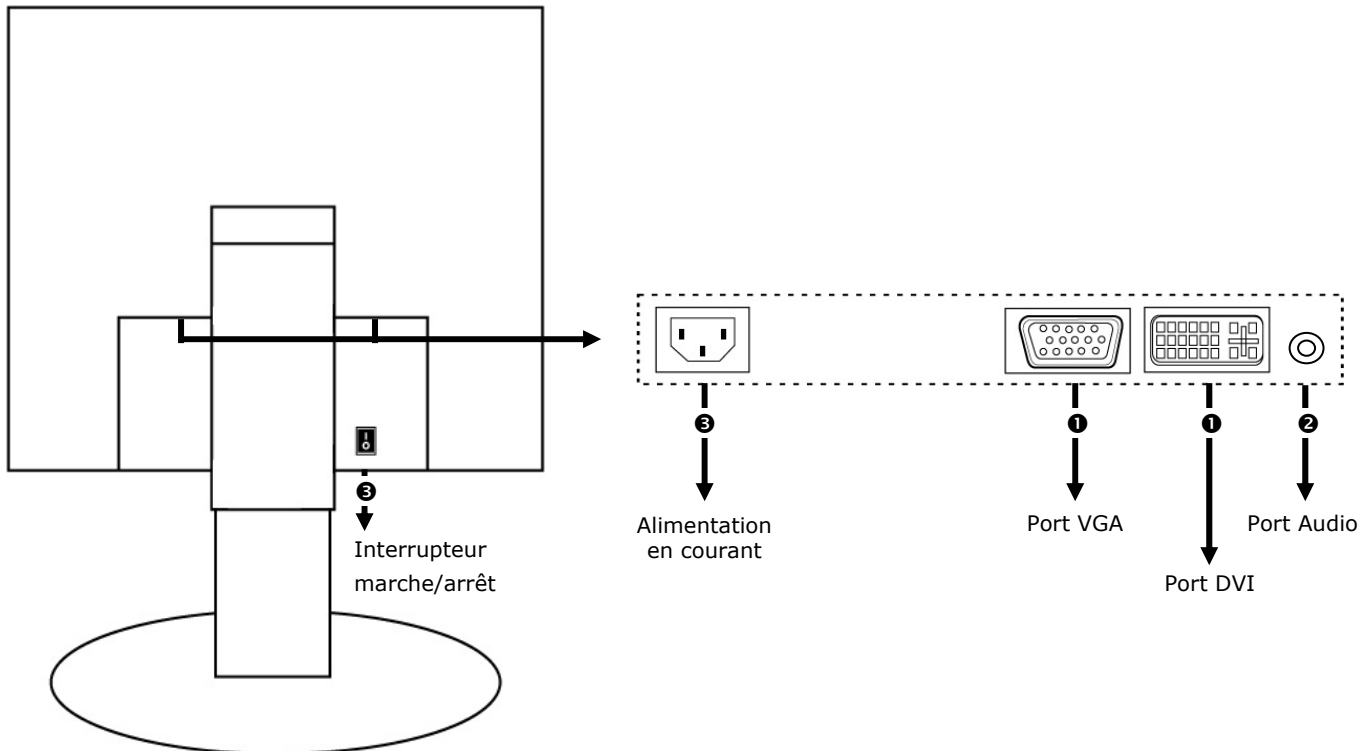 I
O
❸
Interrupteur
marche/arrêt
❸
Alimentation
en courant
❶
Port VGA
❶
Port DVI
❷
Port Audio